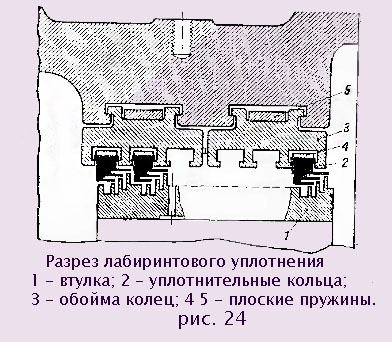 5
3
4
2
1
Разрез лабиринтового уплотнения
1 – втулка; 2 – уплотнительные кольца;
3 – обойма колец; 4 5 – плоские пружины.
рис. 24